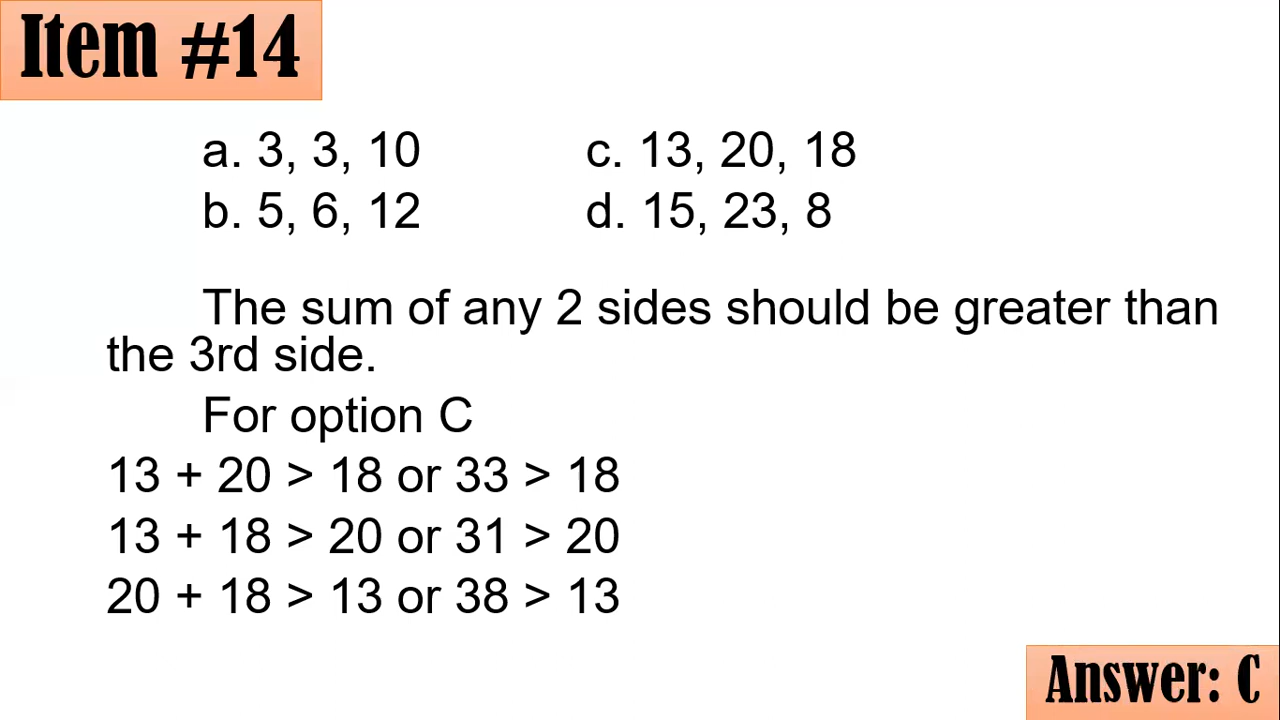 Item #14
a. 3, 3, 10 c. 13, 20, 18
b. 5, 6, 12 d. 15, 23, 8
The sum of any 2 sides should be greater than
the 3rd side.
For option C
13 + 20 > 18 or 33 > 18
13 + 18 > 20 or 31 > 20
20 + 18 > 13 or 38 > 13
Answer: C